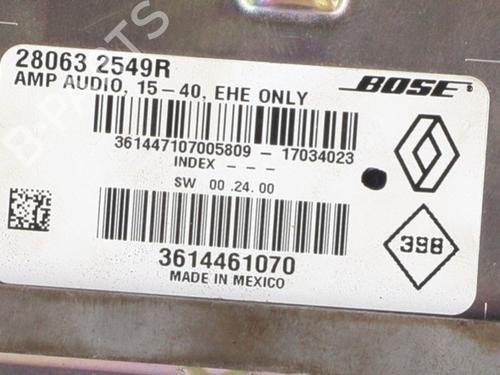 28063 2549R
BOSE
AMP AUDIO, 15-40, EHE ONLY
361447107005809 - 17034023
INDEX - - -
SW 00.24.00
398
3614461070
MADE IN MEXICO
B-PARTS